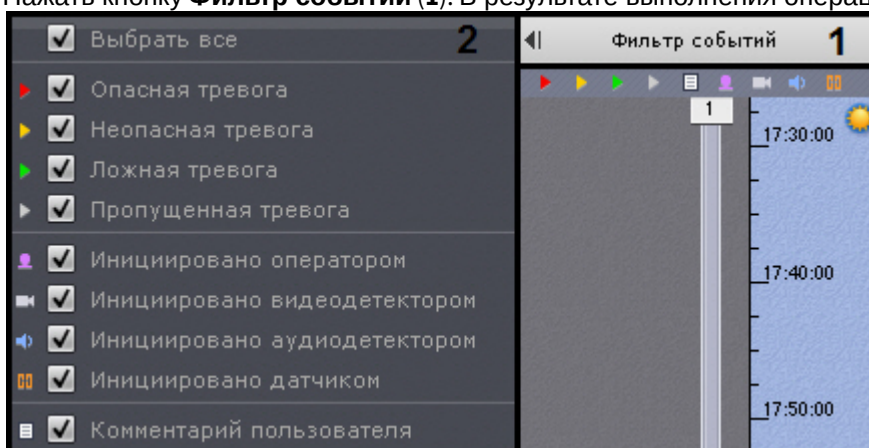 Нажать кнопку Фильтр событий (1). В результате выполнения операц
Выбрать все 2
Фильтр событий 1
Опасная тревога
Неопасная тревога
Ложная тревога
Пропущенная тревога
Инициировано оператором
Инициировано видеодетектором
Инициировано аудиодетектором
Инициировано датчиком
Комментарий пользователя
1
17:30:00
17:40:00
17:50:00